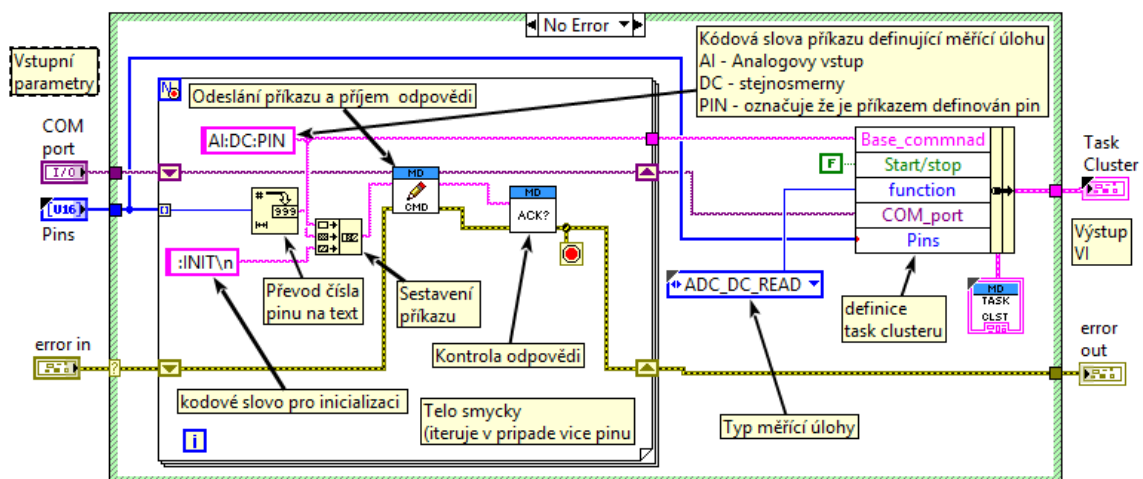 No Error
Vstupní
parametry
Kódová slova příkazu definující měřící úlohu
AI - Analogovy vstup
DC - stejnosmerny
PIN - označuje že je příkazem definován pin
Odeslání příkazu a příjem odpovědi
N
COM
port
I/O
AI:DC:PIN
Base_commnad
Start/stop
function
COM_port
Pins
F
Task
Cluster
[U16]
Pins
#
999
MD
CMD
MD
ACK?
:INIT\n
Převod čísla
pinu na text
Sestavení
příkazu
ADC_DC_READ
definice
task clusteru
MD
TASK
CLST
Výstup
VI
Kontrola odpovědi
error in
?
error
out
kodové slovo pro inicializaci
Telo smycky
(iteruje v pripade vice pinu
Typ měřící úlohy
i